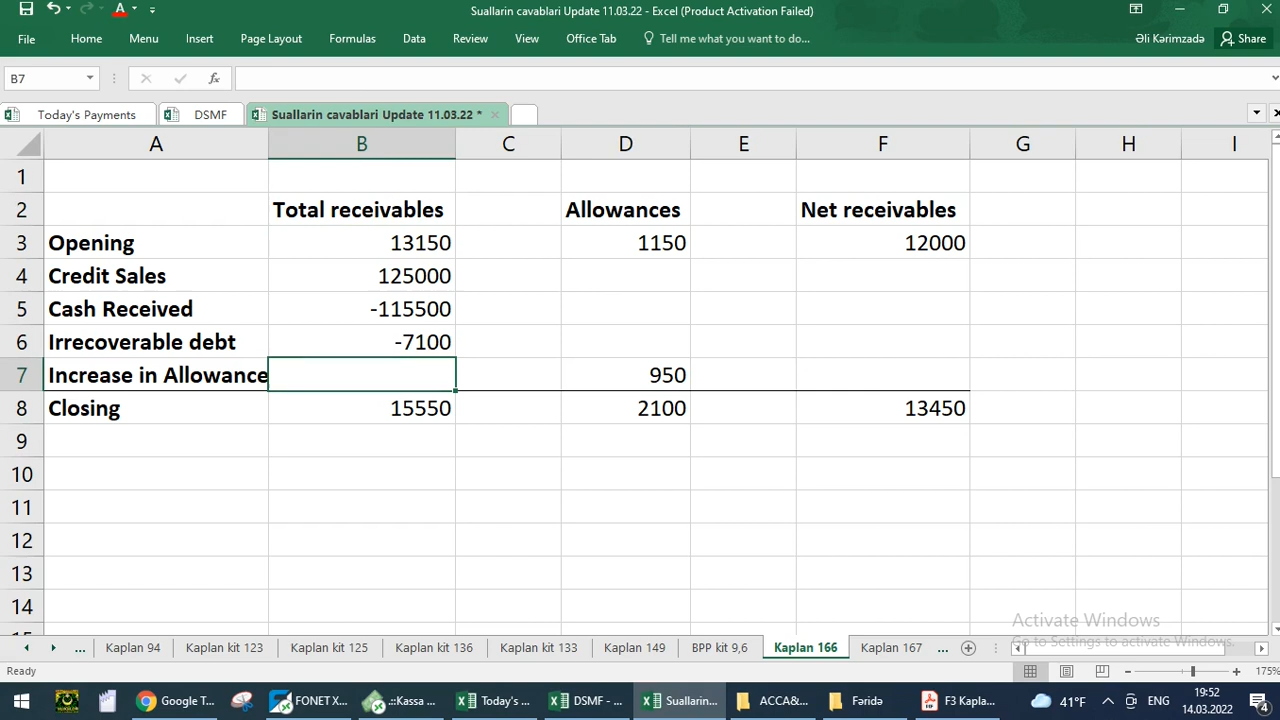 Suallarin cavablari Update 11.03.22 - Excel (Product Activation Failed)
File Home Menu Insert Page Layout Formulas Data Review View Office Tab Tell me what you want to do... Əli Kərimzadə Share
B7 fx
Today's Payments DSMF Suallarin cavablari Update 11.03.22 *
A B C D E F G H I
1
2 Total receivables Allowances Net receivables
3 Opening 13150 1150 12000
4 Credit Sales 125000
5 Cash Received -115500
6 Irrecoverable debt -7100
7 Increase in Allowance 950
8 Closing 15550 2100 13450
9
10
11
12
13
14
Activate Windows
Go to Settings to activate Windows.
... Kaplan 94 Kaplan kit 123 Kaplan kit 125 Kaplan kit 136 Kaplan kit 133 Kaplan 149 BPP kit 9,6 Kaplan 166 Kaplan 167 ...
Ready 175%
Google T... FONET X... .::Kassa ... Today's ... DSMF - ... Suallarin... ACCA&... Fəridə F3 Kapla... 41°F ENG 19:52
14.03.2022 4